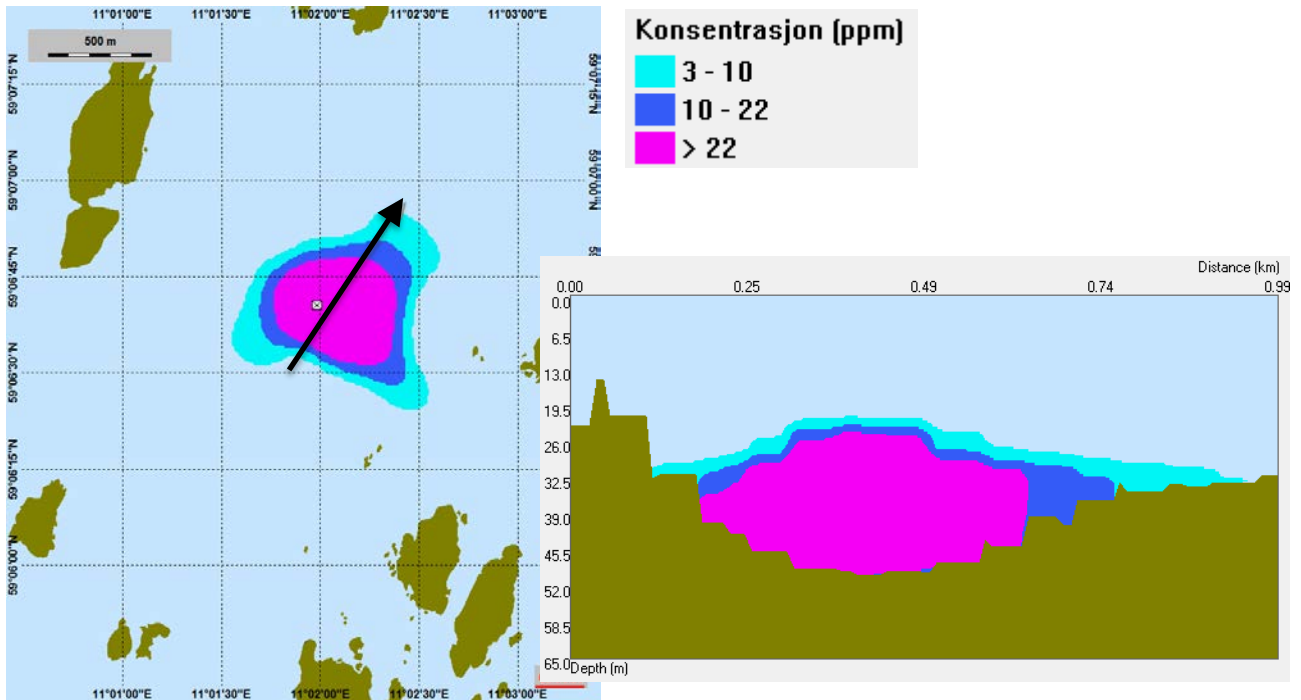 11°01'00"E 11°01'30"E 11°02'00"E 11°02'30"E 11°03'00"E
500 m
59°07'15"N
59°07'00"N
59°06'45"N
59°06'30"N
59°06'15"N
59°06'00"N
59°07'15"N
59°07'00"N
11°01'00"E 11°01'30"E 11°02'00"E 11°02'30"E 11°03'00"E
Konsentrasjon (ppm)
3 - 10
10 - 22
> 22
Distance (km)
0.00 0.25 0.49 0.74 0.99
0.0
6.5
13.0
19.5
26.0
32.5
39.0
45.5
52.0
58.5
65.0
Depth (m)